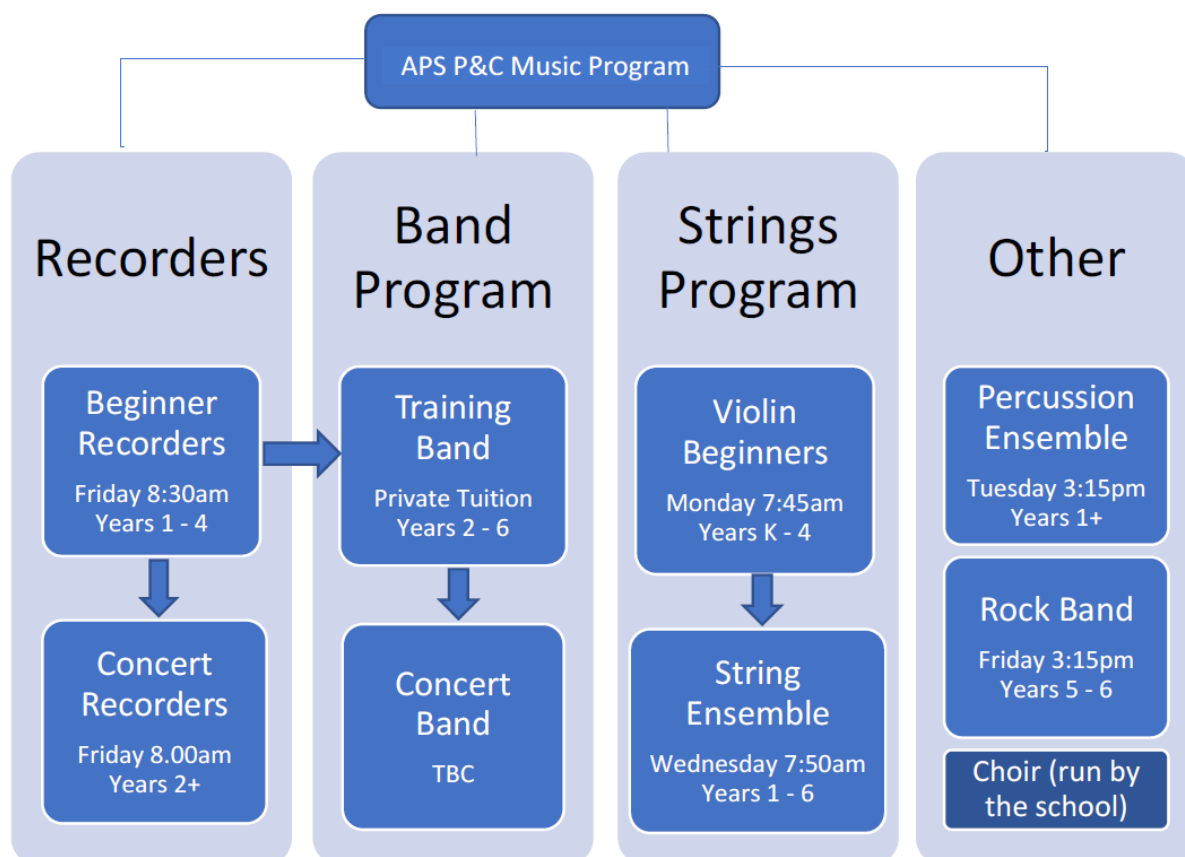 APS P&C Music Program
Recorders
Beginner
Recorders
Friday 8:30am
Years 1 - 4
Concert
Recorders
Friday 8.00am
Years 2+
Band
Program
Training
Band
Private Tuition
Years 2 - 6
Concert
Band
TBC
Strings
Program
Violin
Beginners
Monday 7:45am
Years K - 4
String
Ensemble
Wednesday 7:50am
Years 1 - 6
Other
Percussion
Ensemble
Tuesday 3:15pm
Years 1+
Rock Band
Friday 3:15pm
Years 5 - 6
Choir (run by
the school)